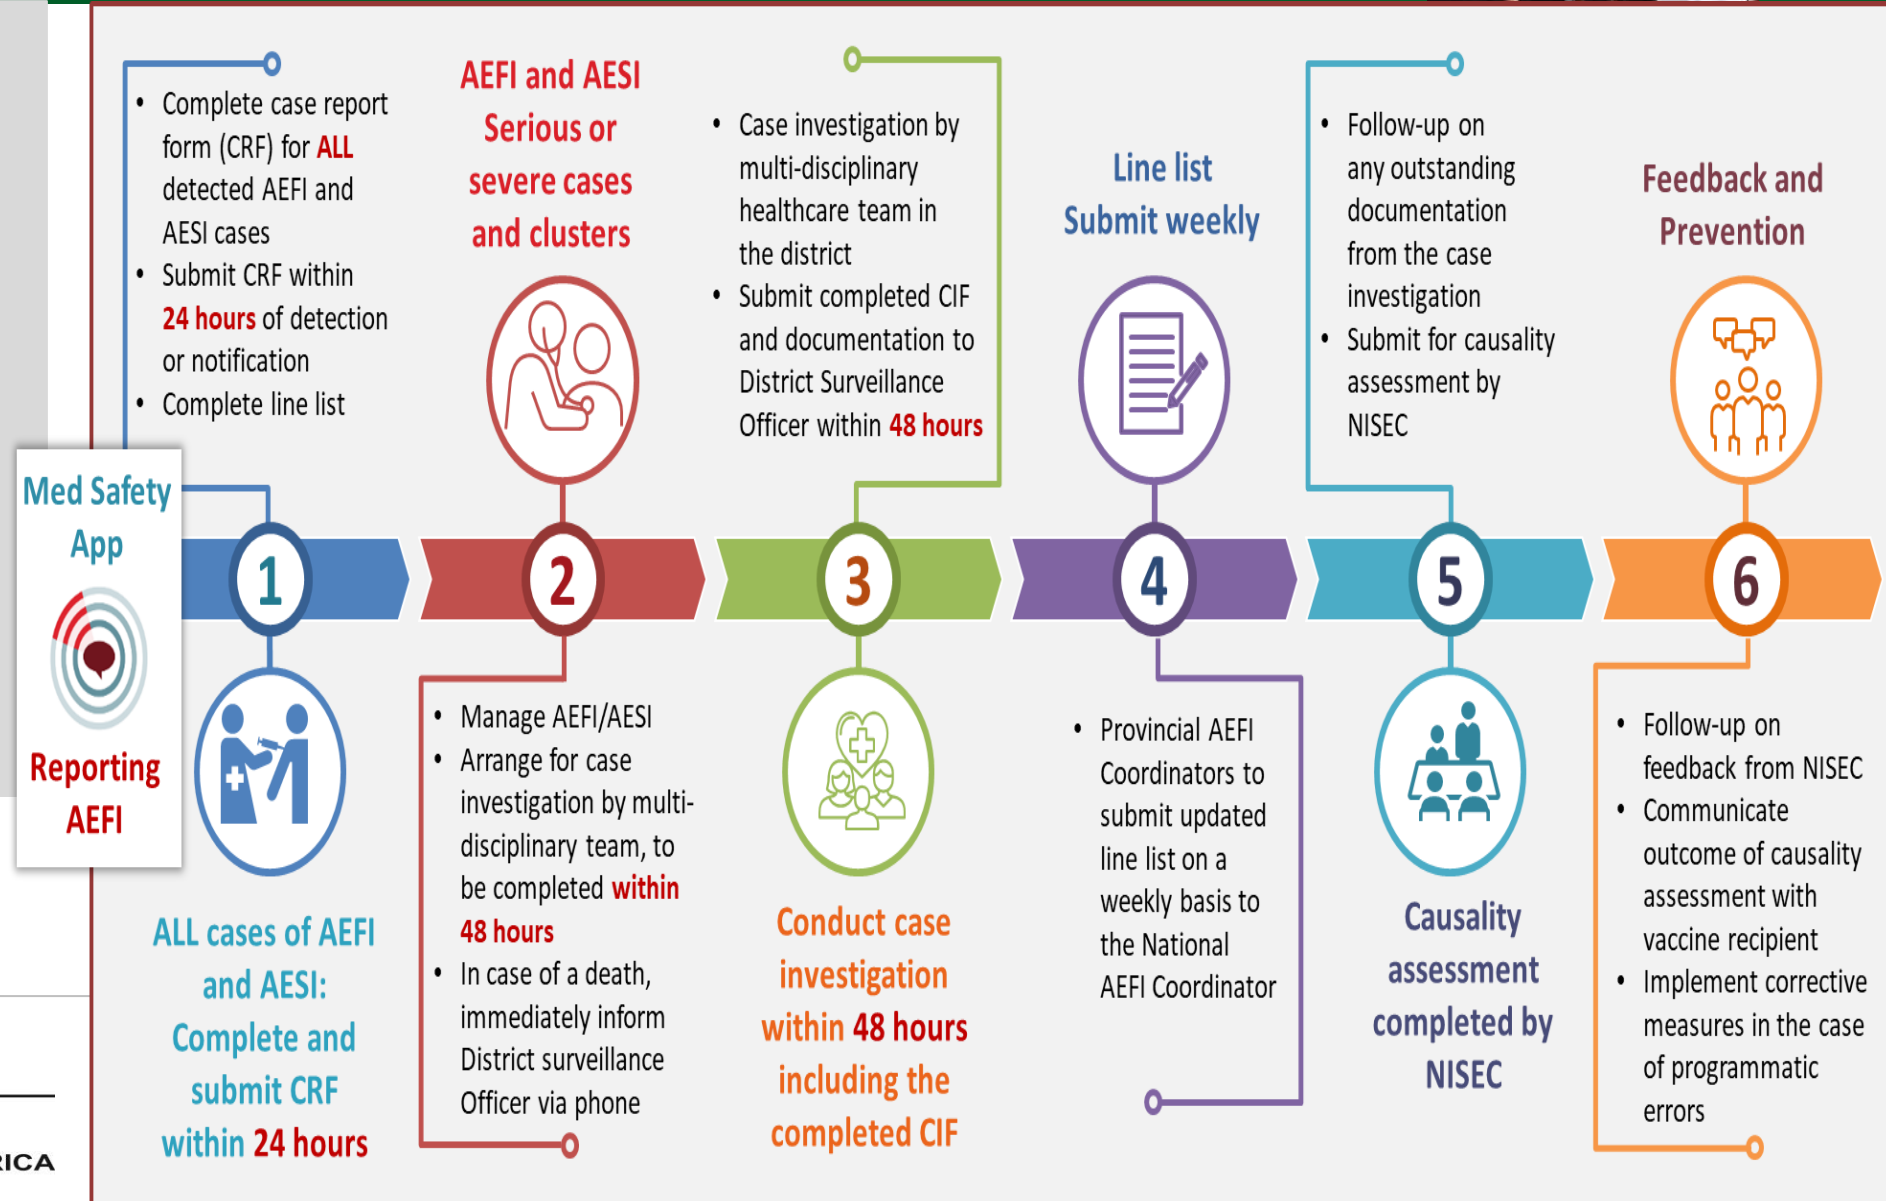 Med Safety
App
Reporting
AEFI
• Complete case report
form (CRF) for ALL
detected AEFI and
AESI cases
• Submit CRF within
24 hours of detection
or notification
• Complete line list
1
ALL cases of AEFI
and AESI:
Complete and
submit CRF
within 24 hours
AEFI and AESI
Serious or
severe cases
and clusters
2
• Manage AEFI/AESI
• Arrange for case
investigation by multi-
disciplinary team, to
be completed within
48 hours
• In case of a death,
immediately inform
District surveillance
Officer via phone
• Case investigation by
multi-disciplinary
healthcare team in
the district
• Submit completed CIF
and documentation to
District Surveillance
Officer within 48 hours
3
Conduct case
investigation
within 48 hours
including the
completed CIF
Line list
Submit weekly
4
• Provincial AEFI
Coordinators to
submit updated
line list on a
weekly basis to
the National
AEFI Coordinator
• Follow-up on
any outstanding
documentation
from the case
investigation
• Submit for causality
assessment by
NISEC
5
Causality
assessment
completed by
NISEC
Feedback and
Prevention
6
• Follow-up on
feedback from NISEC
• Communicate
outcome of causality
assessment with
vaccine recipient
• Implement corrective
measures in the case
of programmatic
errors